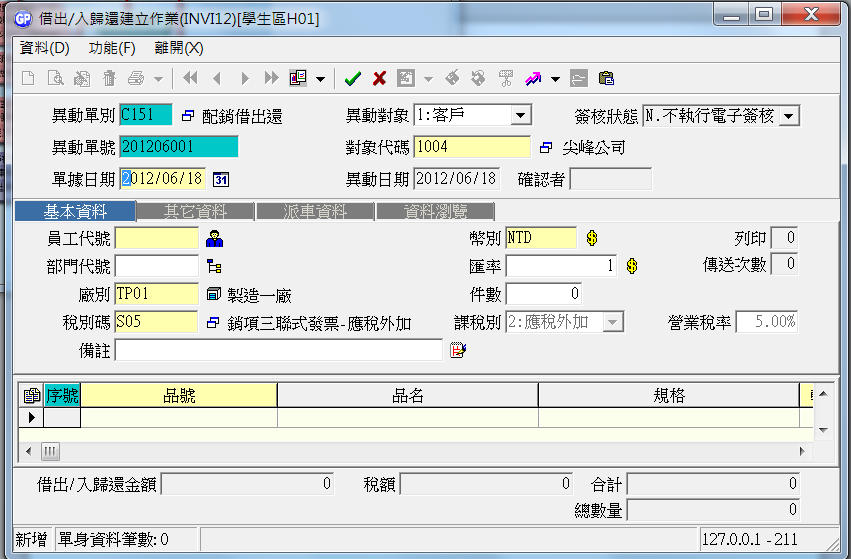 GP 借出/入歸還建立作業(INVI12)[學生區H01]
資料(D) 功能(F) 離開(X)
異動單別 C151 配銷借出還 異動對象 1:客戶 簽核狀態 N.不執行電子簽核
異動單號 201206001 對象代碼 1004 尖峰公司
單據日期 2012/06/18 31 異動日期 2012/06/18 確認者
基本資料 其它資料 派車資料 資料瀏覽
員工代號 幣別 NTD 列印 0
部門代號 匯率 1 傳送次數 0
廠別 TP01 製造一廠 件數 0
稅別碼 S05 銷項三聯式發票-應稅外加 課稅別 2:應稅外加 營業稅率 5.00%
備註
序號 品號 品名 規格
借出/入歸還金額 0 稅額 0 合計 0
總數量 0
新增 單身資料筆數: 0 127.0.0.1 - 211